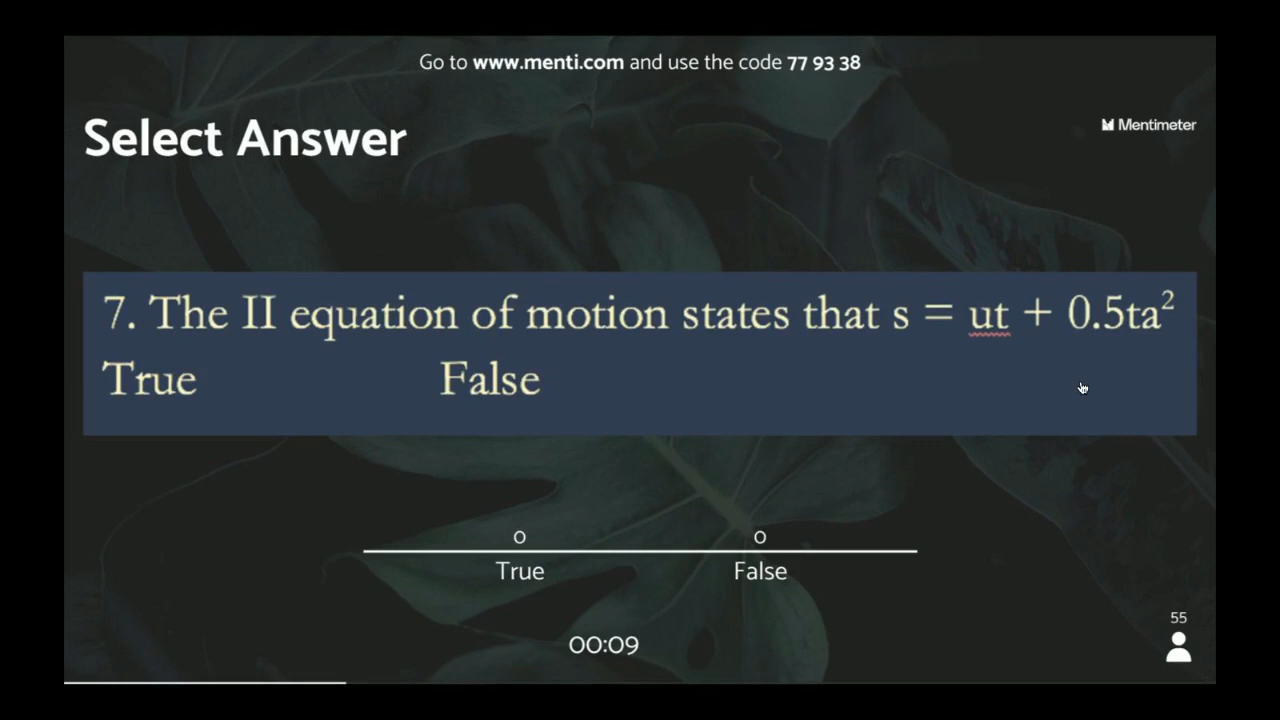 Go to www.menti.com and use the code 77 93 38
Select Answer
Mentimeter
7. The II equation of motion states that s = ut + 0.5ta²
True False
0 0
True False
00:09
55